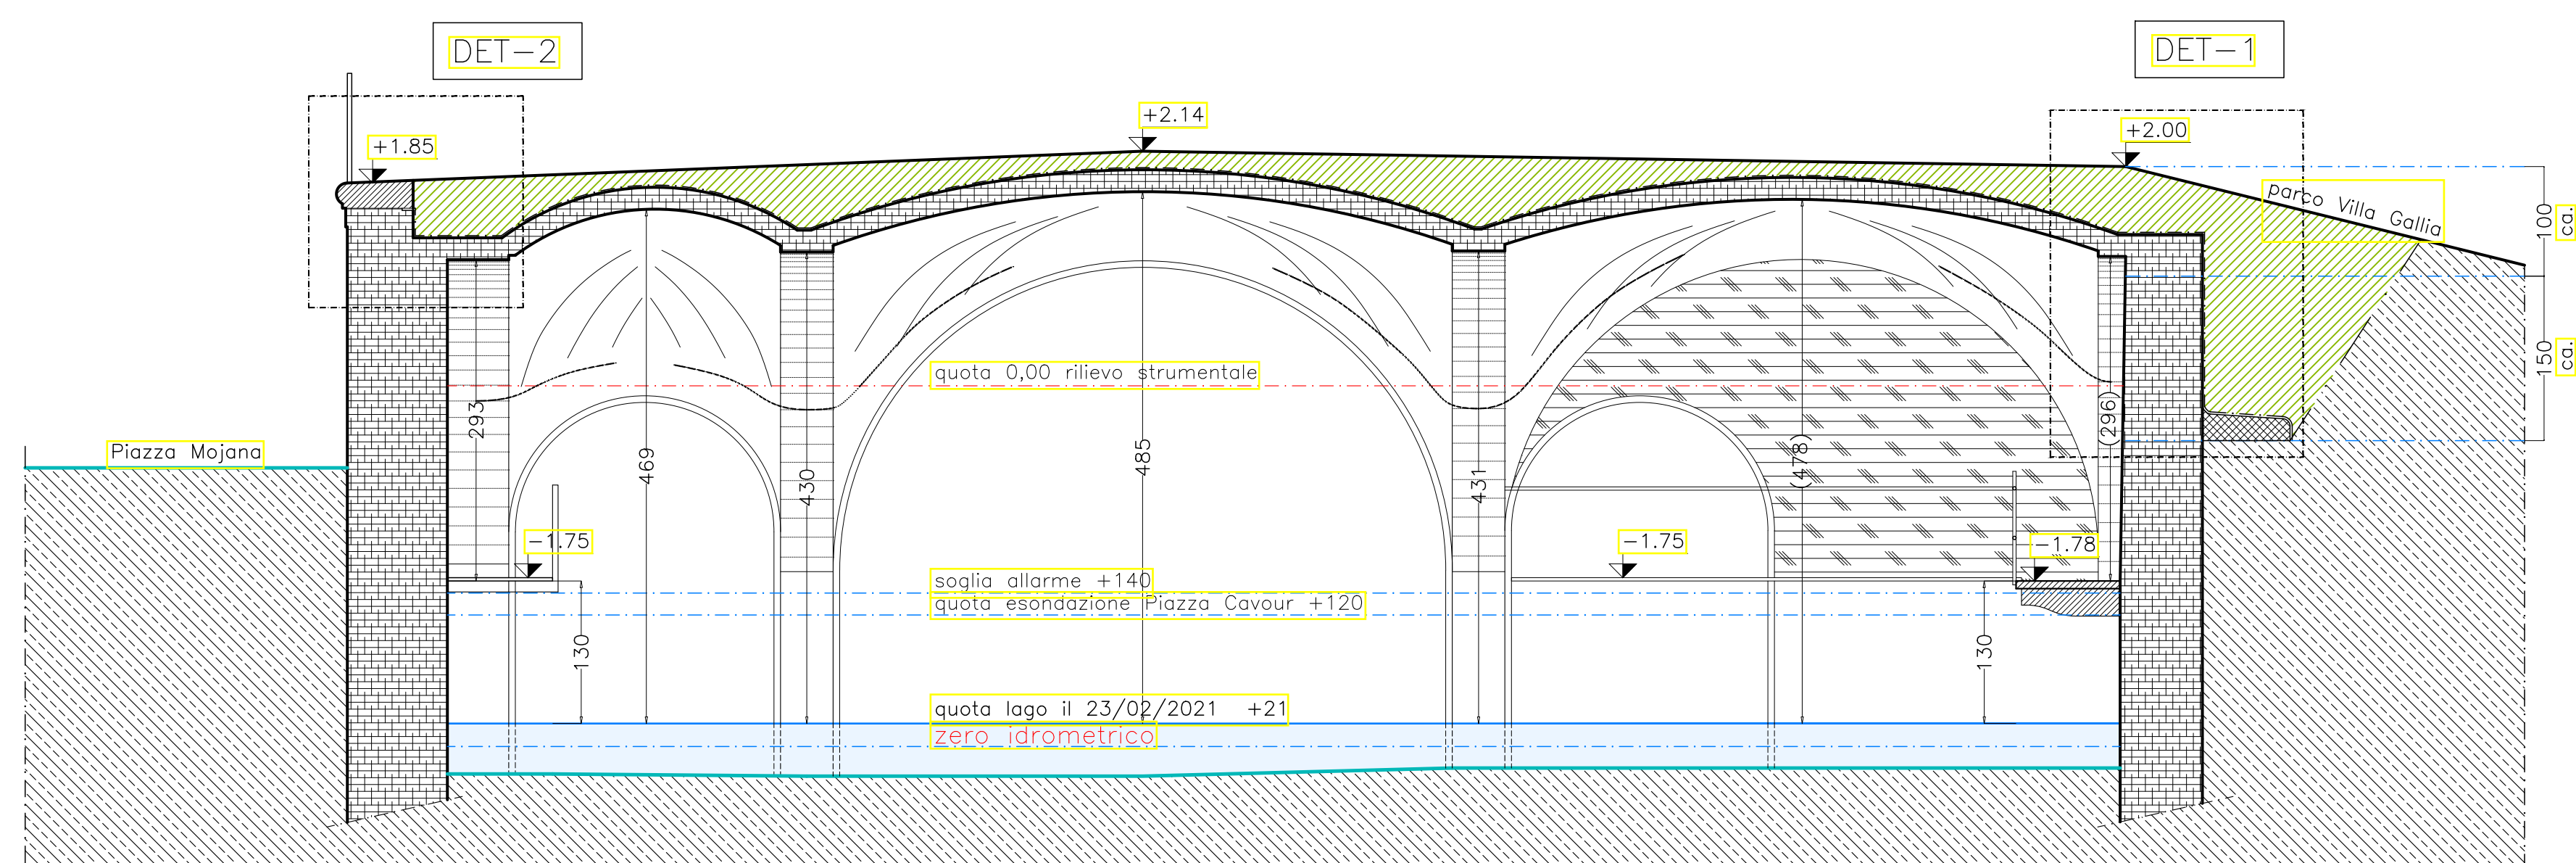 DET-2
DET-1
+2.14
+2.00
+1.85
parco Villa Gallia
100
ca.
150
ca.
quota 0,00 rilievo strumentale
293
469
430
485
431
(478)
(296)
Piazza Mojana
-1.75
-1.75
-1.78
soglia allarme +140
quota esondazione Piazza Cavour +120
130
130
quota lago il 23/02/2021 +21
zero idrometrico